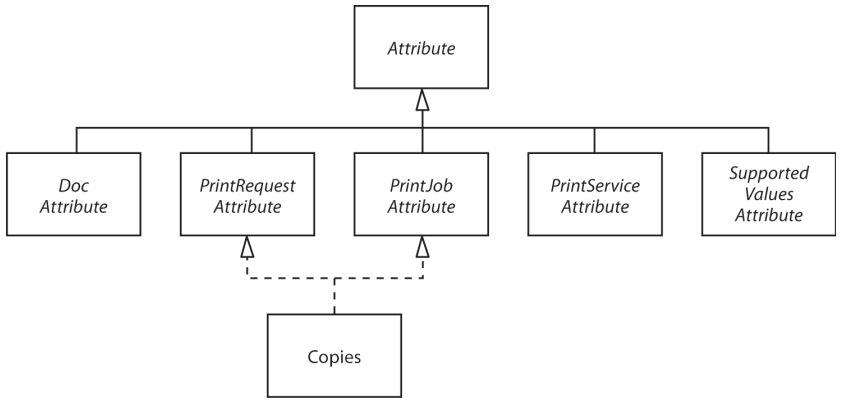 Attribute
Doc
Attribute
PrintRequest
Attribute
PrintJob
Attribute
PrintService
Attribute
Supported
Values
Attribute
Copies